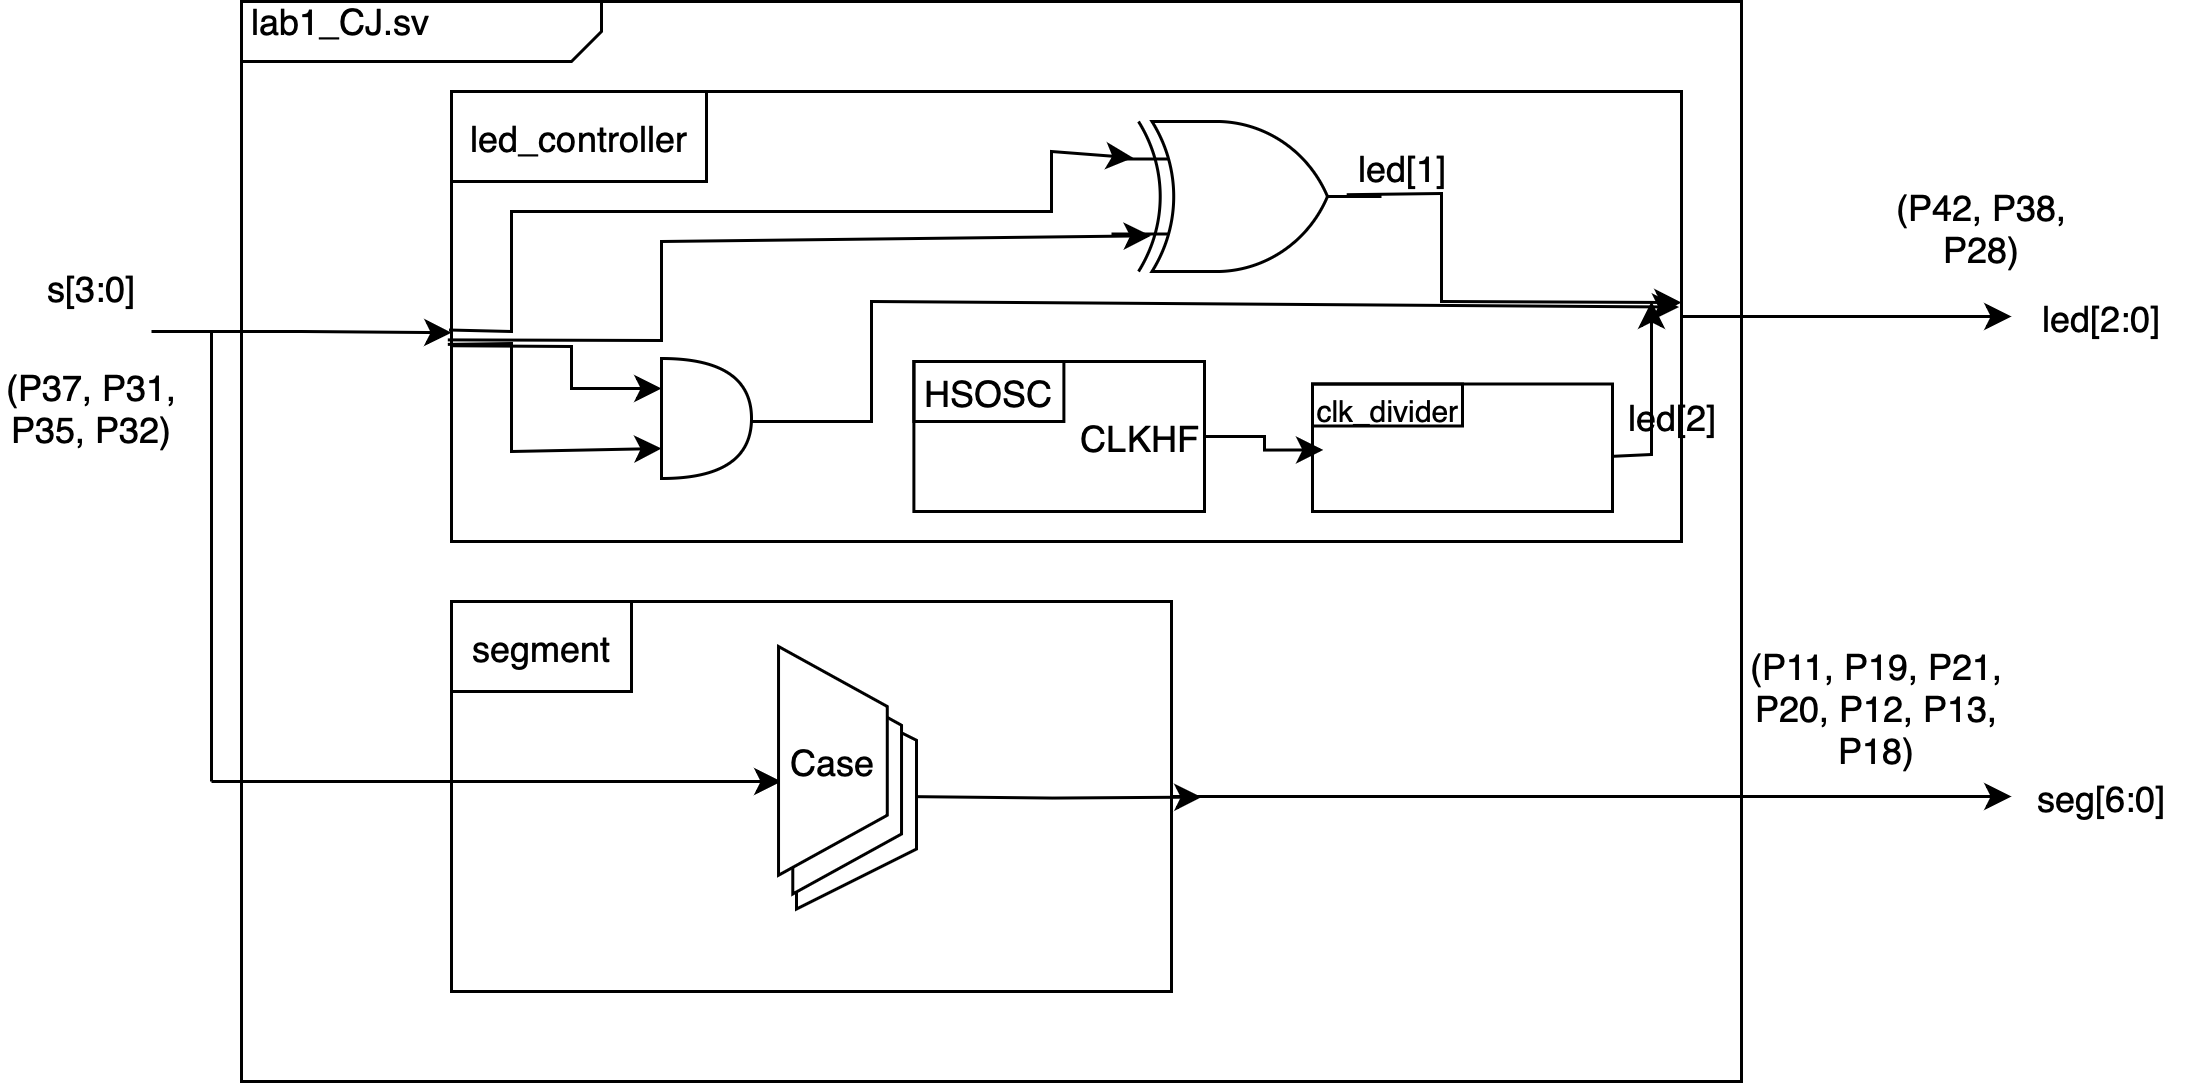 lab1_CJ.sv
led_controller
led[1]
(P42, P38,
P28)
s[3:0]
led[2:0]
(P37, P31,
P35, P32)
HSOSC
CLKHF
clk_divider
led[2]
segment
Case
(P11, P19, P21,
P20, P12, P13,
P18)
seg[6:0]